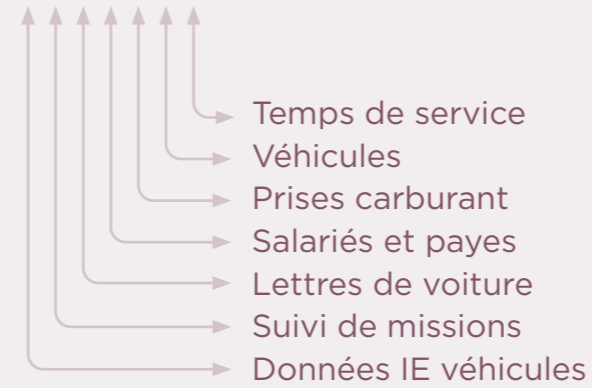 Temps de service
Véhicules
Prises carburant
Salariés et payes
Lettres de voiture
Suivi de missions
Données IE véhicules